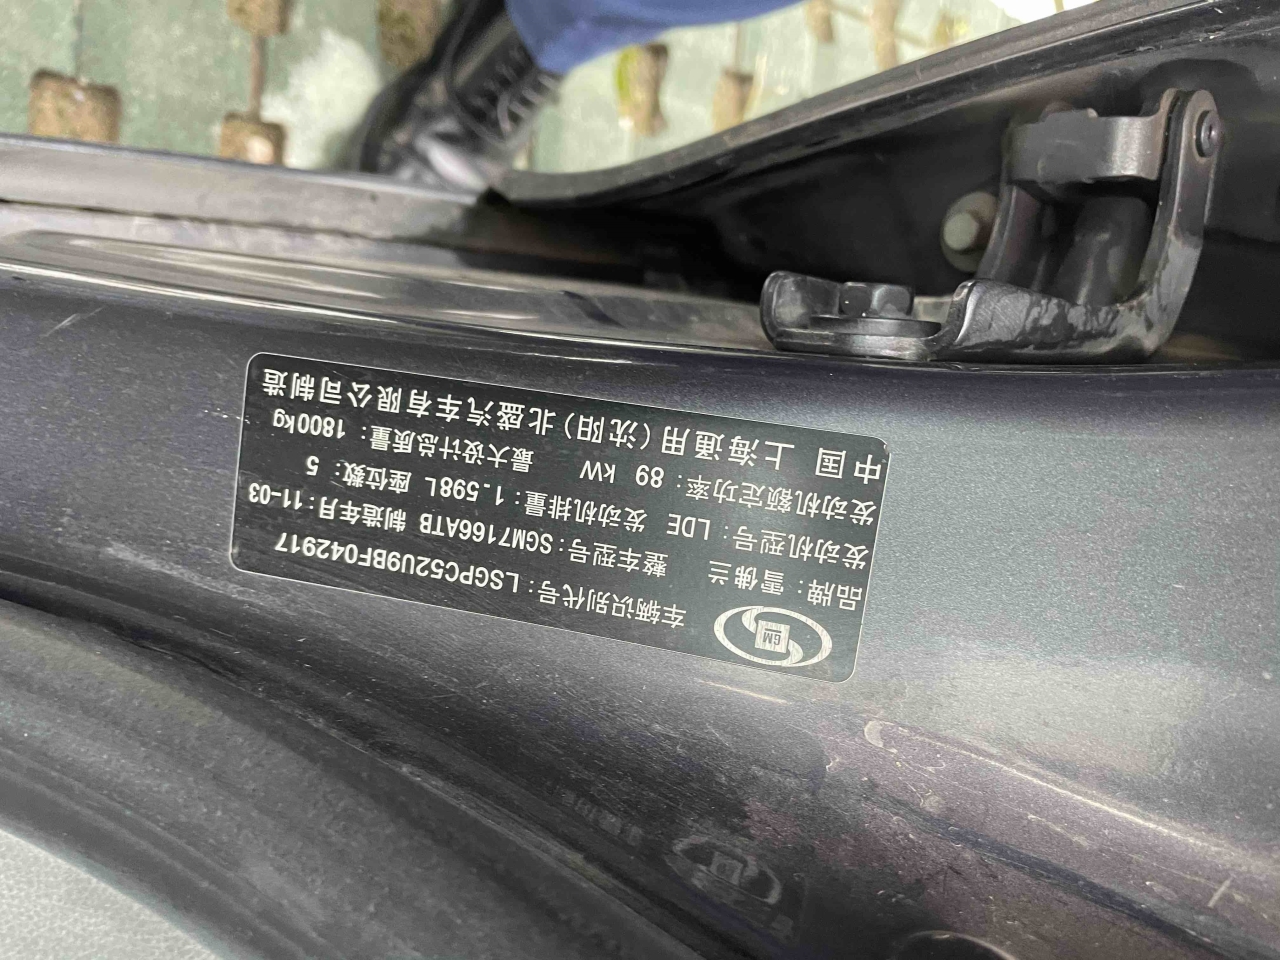 GM
车辆识别代号：LSGPC52U9BF042917
品牌：雪佛兰 整车型号：SGM7166ATB 制造年月：11-03
发动机型号：LDE 发动机排量：1.598L 座位数：5
发动机额定功率：89 kW 最大设计总质量：1800kg
中国 上海通用（沈阳）北盛汽车有限公司制造